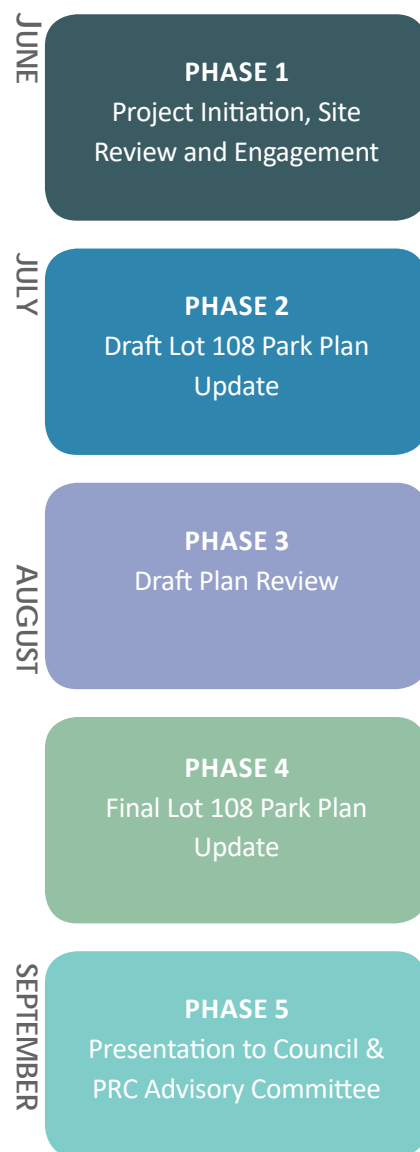 JUNE
PHASE 1
Project Initiation, Site
Review and Engagement
JULY
PHASE 2
Draft Lot 108 Park Plan
Update
PHASE 3
Draft Plan Review
AUGUST
PHASE 4
Final Lot 108 Park Plan
Update
SEPTEMBER
PHASE 5
Presentation to Council &
PRC Advisory Committee